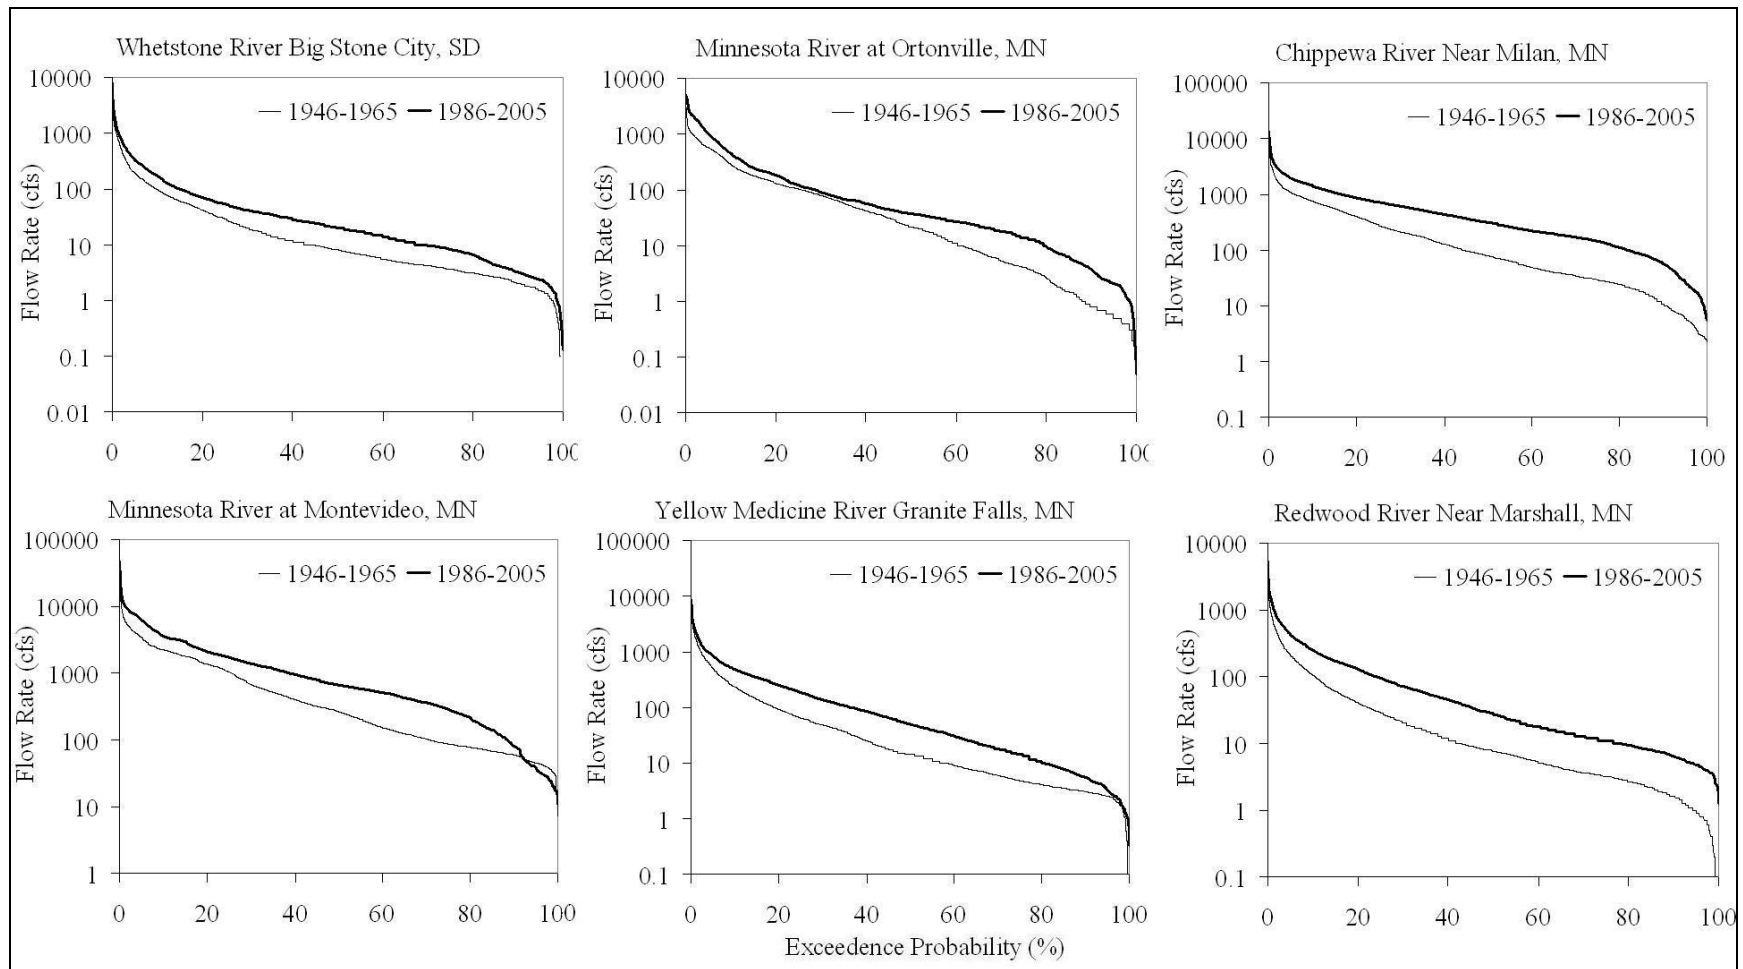 Whetstone River Big Stone City, SD
10000
1000
100
10
1
0.1
0.01
Flow Rate (cfs)
1946-1965 1986-2005
0 20 40 60 80 100
Minnesota River at Ortonville, MN
10000
1000
100
10
1
0.1
0.01
Flow Rate (cfs)
1946-1965 1986-2005
0 20 40 60 80 100
Chippewa River Near Milan, MN
100000
10000
1000
100
10
1
0.1
Flow Rate (cfs)
1946-1965 1986-2005
0 20 40 60 80 100
Minnesota River at Montevideo, MN
100000
10000
1000
100
10
1
Flow Rate (cfs)
1946-1965 1986-2005
0 20 40 60 80 100
Yellow Medicine River Granite Falls, MN
100000
10000
1000
100
10
1
0.1
Flow Rate (cfs)
1946-1965 1986-2005
0 20 40 60 80 100
Exceedence Probability (%)
Redwood River Near Marshall, MN
10000
1000
100
10
1
0.1
Flow Rate (cfs)
1946-1965 1986-2005
0 20 40 60 80 100